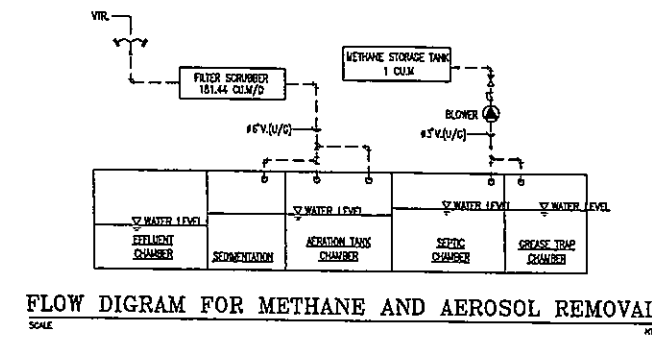 VTR.
FILTER SCRUBBER
181.44 CU.M/D
METHANE STORAGE TANK
1 CU.M
BLOWER
ø6"V.(U/G)
ø3"V.(U/G)
WATER LEVEL
EFFLUENT
CHAMBER
SEDIMENTATION
WATER LEVEL
AERATION TANK
CHAMBER
WATER LEVEL
SEPTIC
CHAMBER
WATER LEVEL
GREASE TRAP
CHAMBER
FLOW DIGRAM FOR METHANE AND AEROSOL REMOVAL
SCALE